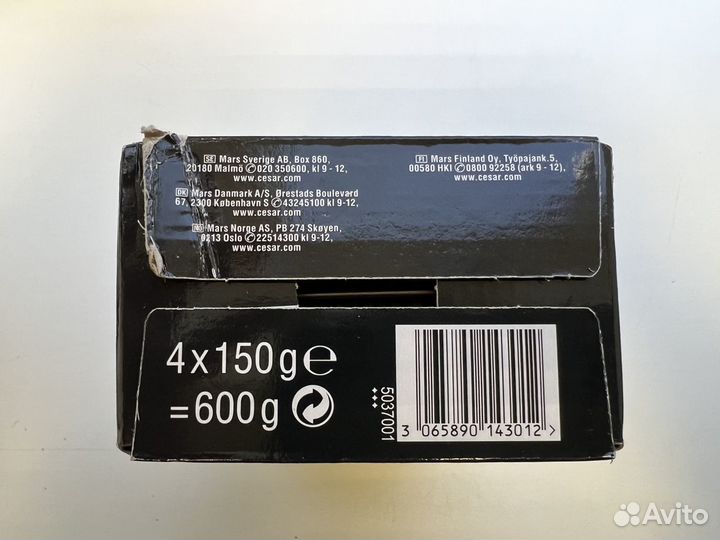 SE Mars Sverige AB, Box 860,
20180 Malmö ✆020 350600, kl 9 - 12,
www.cesar.com
DK Mars Danmark A/S, Ørestads Boulevard
67, 2300 København S ✆43245100 kl 9-12,
www.cesar.com
NO Mars Norge AS, PB 274 Skøyen,
0213 Oslo ✆22514300 kl 9-12,
www.cesar.com
FI Mars Finland Oy, Työpajank. 5,
00580 HKI ✆0800 92258 (ark 9 - 12),
www.cesar.com
4 x 150g ℮
= 600g
5037001
3 065890 143012 >
Avito